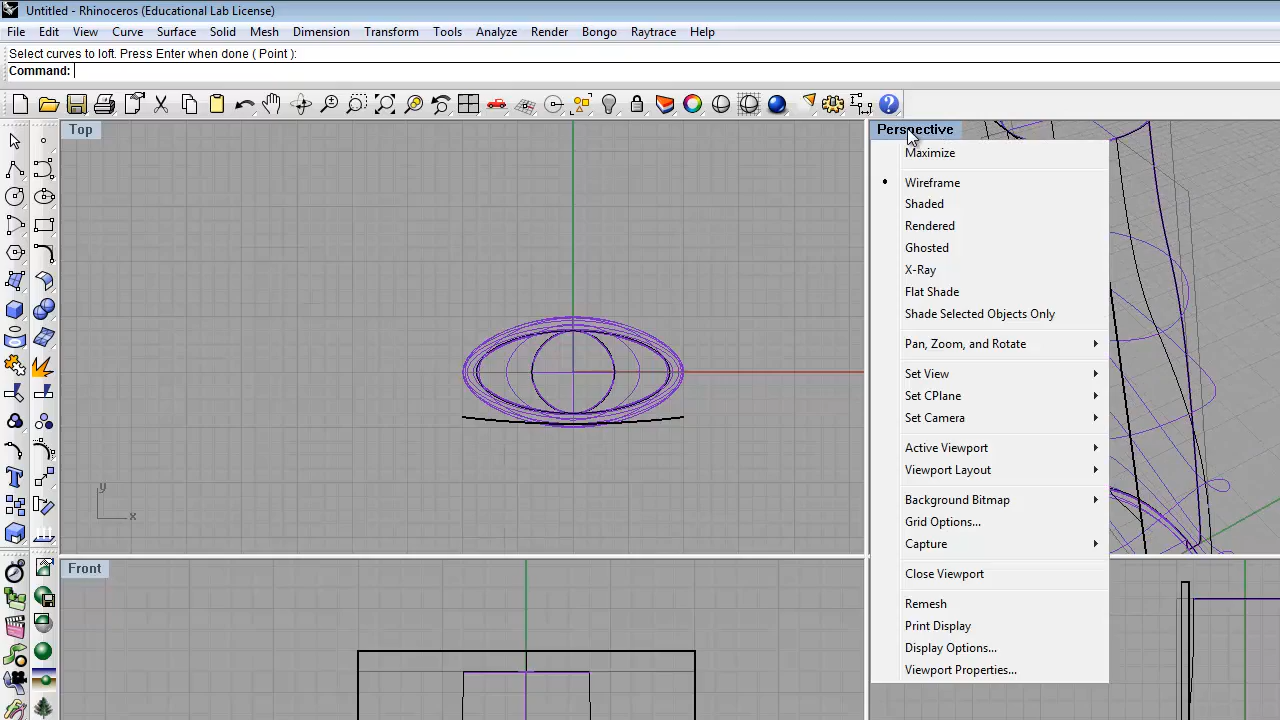 Untitled - Rhinoceros (Educational Lab License)
File Edit View Curve Surface Solid Mesh Dimension Transform Tools Analyze Render Bongo Raytrace Help
Select curves to loft. Press Enter when done ( Point ):
Command:
Top
Perspective
Maximize
Wireframe
Shaded
Rendered
Ghosted
X-Ray
Flat Shade
Shade Selected Objects Only
Pan, Zoom, and Rotate
Set View
Set CPlane
Set Camera
Active Viewport
Viewport Layout
Background Bitmap
Grid Options...
Capture
Close Viewport
Remesh
Print Display
Display Options...
Viewport Properties...
y
x
Front